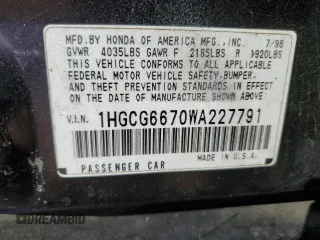 MFD.BY HONDA OF AMERICA MFG.,INC. 7/98
GVWR 4035LBS GAWR F 2185LBS R 1920LBS
THIS VEHICLE CONFORMS TO ALL APPLICABLE
FEDERAL MOTOR VEHICLE SAFETY,BUMPER,
AND THEFT PREVENTION STANDARDS IN EFFECT
ON THE DATE OF MANUFACTURE SHOWN ABOVE.
V.I.N. 1HGCG6670WA227791
MADE IN U.S.A.
PASSENGER CAR
© DREAMBID